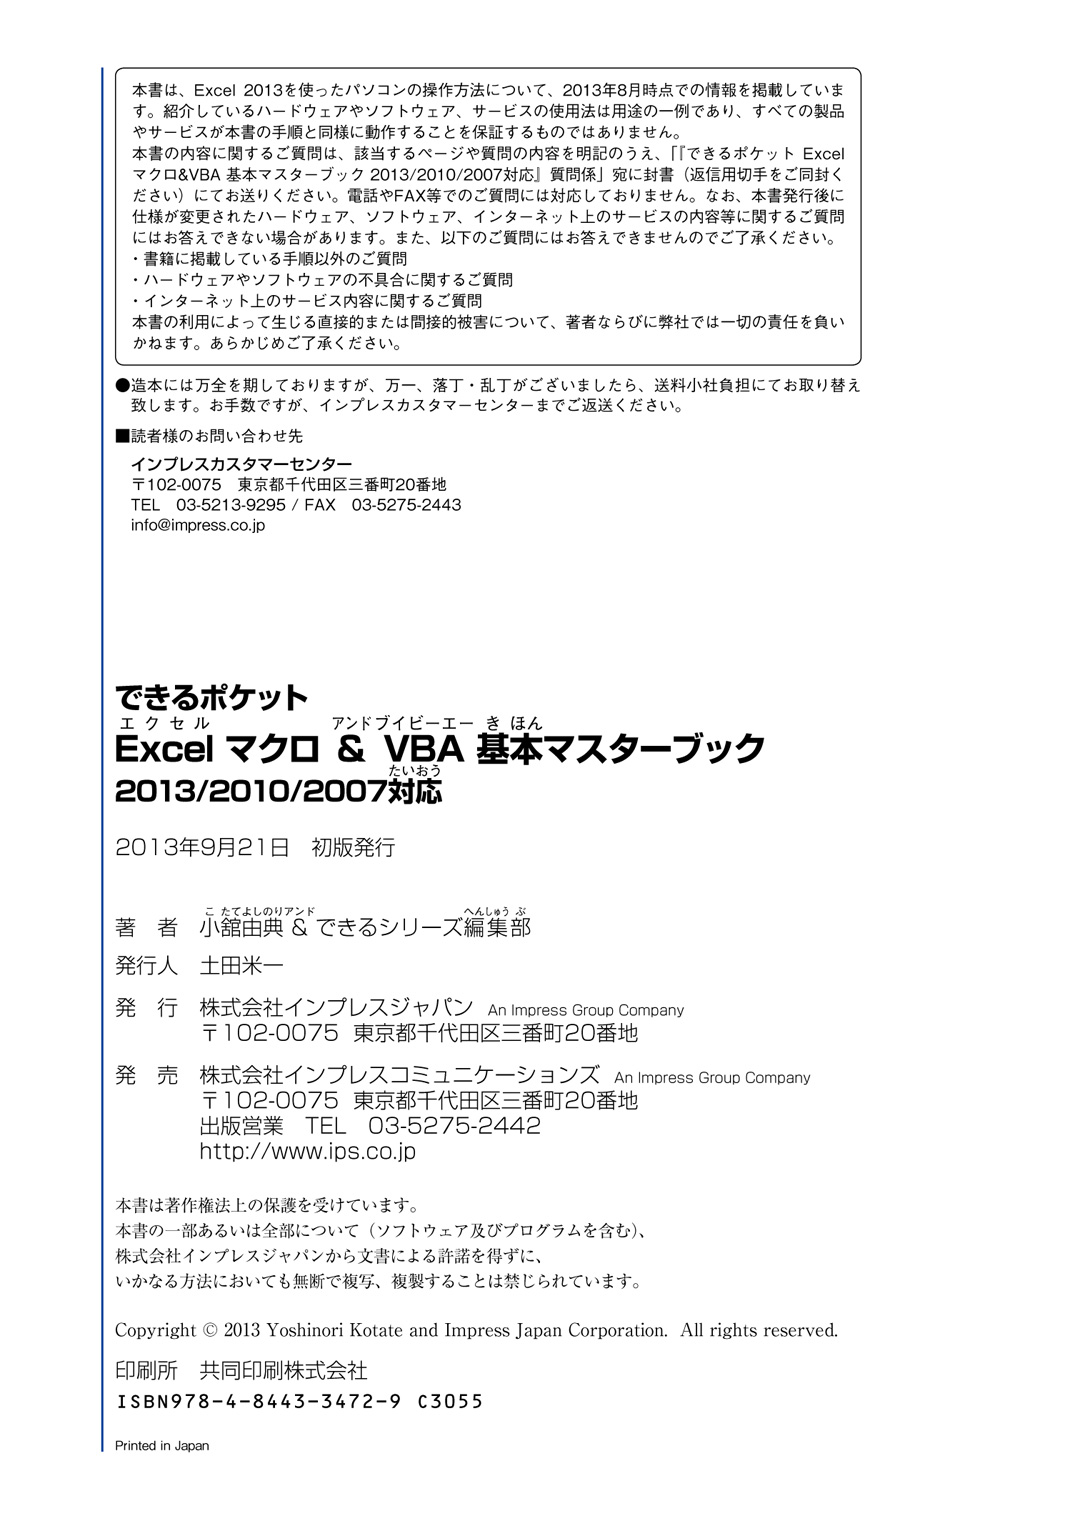 本書は、Excel 2013を使ったパソコンの操作方法について、2013年8月時点での情報を掲載していま
す。紹介しているハードウェアやソフトウェア、サービスの使用法は用途の一例であり、すべての製品
やサービスが本書の手順と同様に動作することを保証するものではありません。
本書の内容に関するご質問は、該当するページや質問の内容を明記のうえ、「『できるポケット Excel
マクロ&VBA 基本マスターブック 2013/2010/2007対応』質問係」宛に封書（返信用切手をご同封く
ださい）にてお送りください。電話やFAX等でのご質問には対応しておりません。なお、本書発行後に
仕様が変更されたハードウェア、ソフトウェア、インターネット上のサービスの内容等に関するご質問
にはお答えできない場合があります。また、以下のご質問にはお答えできませんのでご了承ください。
・書籍に掲載している手順以外のご質問
・ハードウェアやソフトウェアの不具合に関するご質問
・インターネット上のサービス内容に関するご質問
本書の利用によって生じる直接的または間接的被害について、著者ならびに弊社では一切の責任を負い
かねます。あらかじめご了承ください。
●造本には万全を期しておりますが、万一、落丁・乱丁がございましたら、送料小社負担にてお取り替え
致します。お手数ですが、インプレスカスタマーセンターまでご返送ください。
■読者様のお問い合わせ先
インプレスカスタマーセンター
〒102-0075　東京都千代田区三番町20番地
TEL　03-5213-9295 / FAX　03-5275-2443
info@impress.co.jp
できるポケット
エクセル　アンドブイビーエー きほん
Excel マクロ & VBA 基本マスターブック
たいおう
2013/2010/2007対応
2013年9月21日　初版発行
こ たてよしのりアンド　へんしゅう ぶ
著　者　小舘由典 & できるシリーズ編集部
発行人　土田米一
発　行　株式会社インプレスジャパン An Impress Group Company
〒102-0075 東京都千代田区三番町20番地
発　売　株式会社インプレスコミュニケーションズ An Impress Group Company
〒102-0075 東京都千代田区三番町20番地
出版営業　TEL　03-5275-2442
http://www.ips.co.jp
本書は著作権法上の保護を受けています。
本書の一部あるいは全部について（ソフトウェア及びプログラムを含む）、
株式会社インプレスジャパンから文書による許諾を得ずに、
いかなる方法においても無断で複写、複製することは禁じられています。
Copyright © 2013 Yoshinori Kotate and Impress Japan Corporation. All rights reserved.
印刷所　共同印刷株式会社
ISBN978-4-8443-3472-9 C3055
Printed in Japan